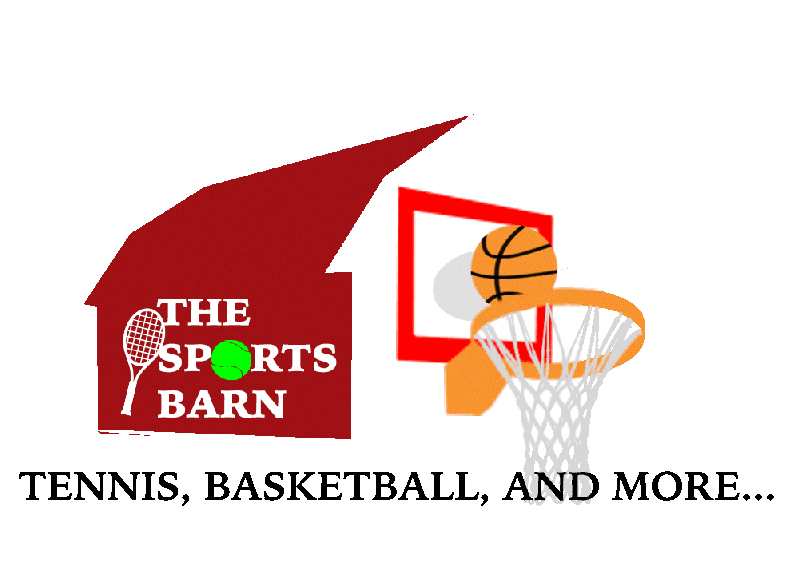 THE
SPORTS
BARN
TENNIS, BASKETBALL, AND MORE...